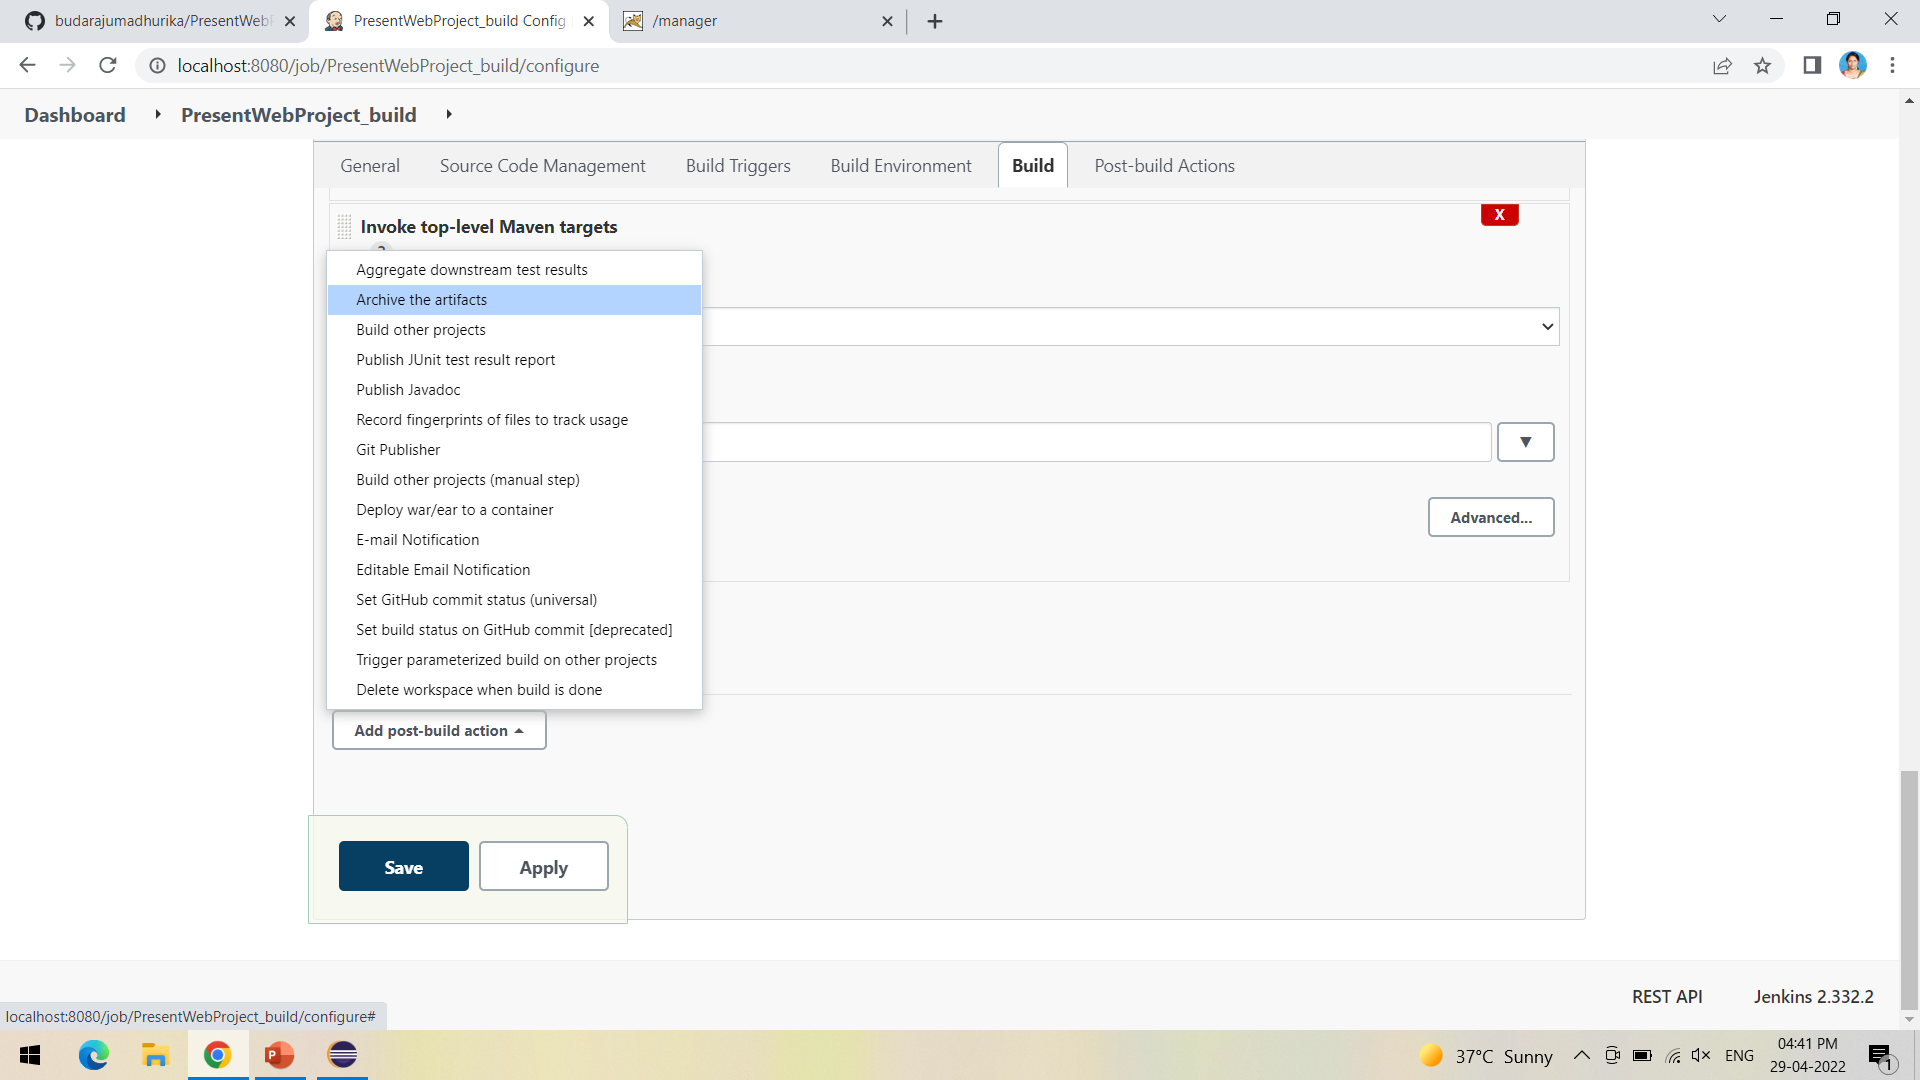 budarajumadhurika/PresentWebP
PresentWebProject_build Config
/manager
localhost:8080/job/PresentWebProject_build/configure
Dashboard
PresentWebProject_build
General
Source Code Management
Build Triggers
Build Environment
Build
Post-build Actions
Invoke top-level Maven targets
X
Aggregate downstream test results
Archive the artifacts
Build other projects
Publish JUnit test result report
Publish Javadoc
Record fingerprints of files to track usage
Git Publisher
Build other projects (manual step)
Deploy war/ear to a container
E-mail Notification
Editable Email Notification
Set GitHub commit status (universal)
Set build status on GitHub commit [deprecated]
Trigger parameterized build on other projects
Delete workspace when build is done
Advanced...
Add post-build action
Save
Apply
REST API
Jenkins 2.332.2
localhost:8080/job/PresentWebProject_build/configure#
37°C Sunny
ENG
04:41 PM
29-04-2022
1